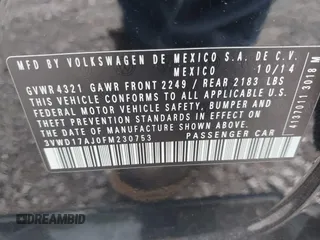 MFD BY VOLKSWAGEN DE MEXICO S.A. DE C.V.
MEXICO 10/14
GVWR 4321 GAWR FRONT 2249 / REAR 2183 LBS
THIS VEHICLE CONFORMS TO ALL APPLICABLE U.S.
FEDERAL MOTOR VEHICLE SAFETY, BUMPER AND
THEFT PREVENTION STANDARDS IN EFFECT ON THE
DATE OF MANUFACTURE SHOWN ABOVE
3VWD17AJ0FM230753 PASSENGER CAR
4137011 3018 M
DREAMBID